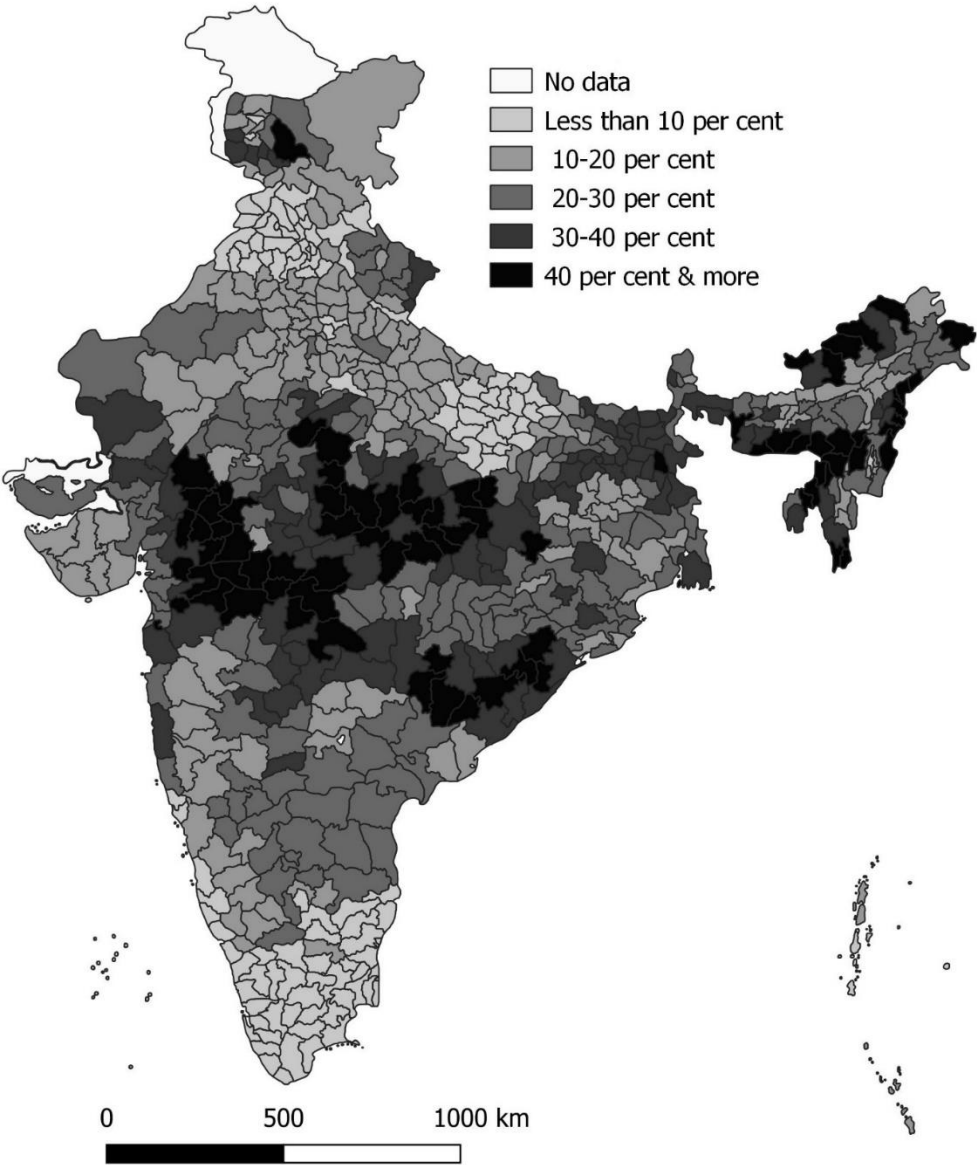 No data
Less than 10 per cent
10-20 per cent
20-30 per cent
30-40 per cent
40 per cent & more
0 500 1000 km